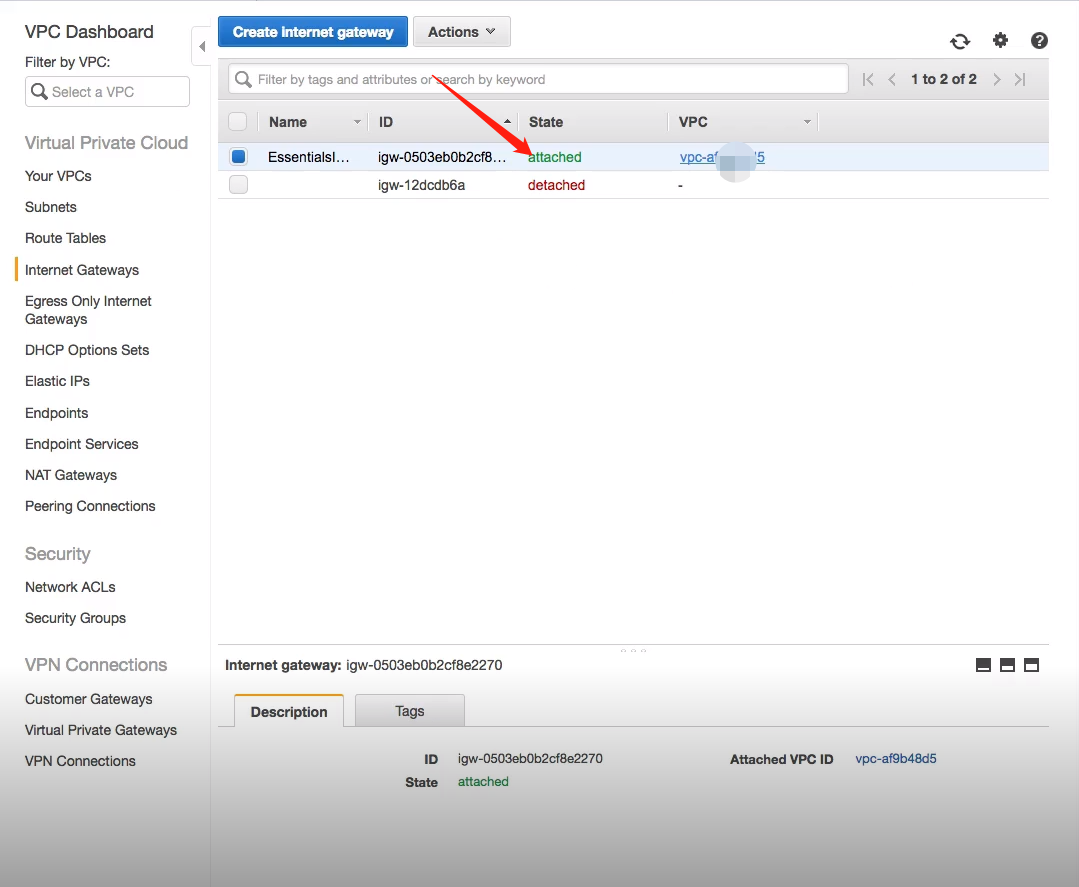 VPC Dashboard
Filter by VPC:
Select a VPC
Virtual Private Cloud
Your VPCs
Subnets
Route Tables
Internet Gateways
Egress Only Internet
Gateways
DHCP Options Sets
Elastic IPs
Endpoints
Endpoint Services
NAT Gateways
Peering Connections
Security
Network ACLs
Security Groups
VPN Connections
Customer Gateways
Virtual Private Gateways
VPN Connections
Create internet gateway Actions
Filter by tags and attributes or search by keyword 1 to 2 of 2
Name ID State VPC
EssentialsI... igw-0503eb0b2cf8... attached
igw-12dcdb6a detached -
Internet gateway: igw-0503eb0b2cf8e2270
Description Tags
ID igw-0503eb0b2cf8e2270 Attached VPC ID vpc-af9b48d5
State attached